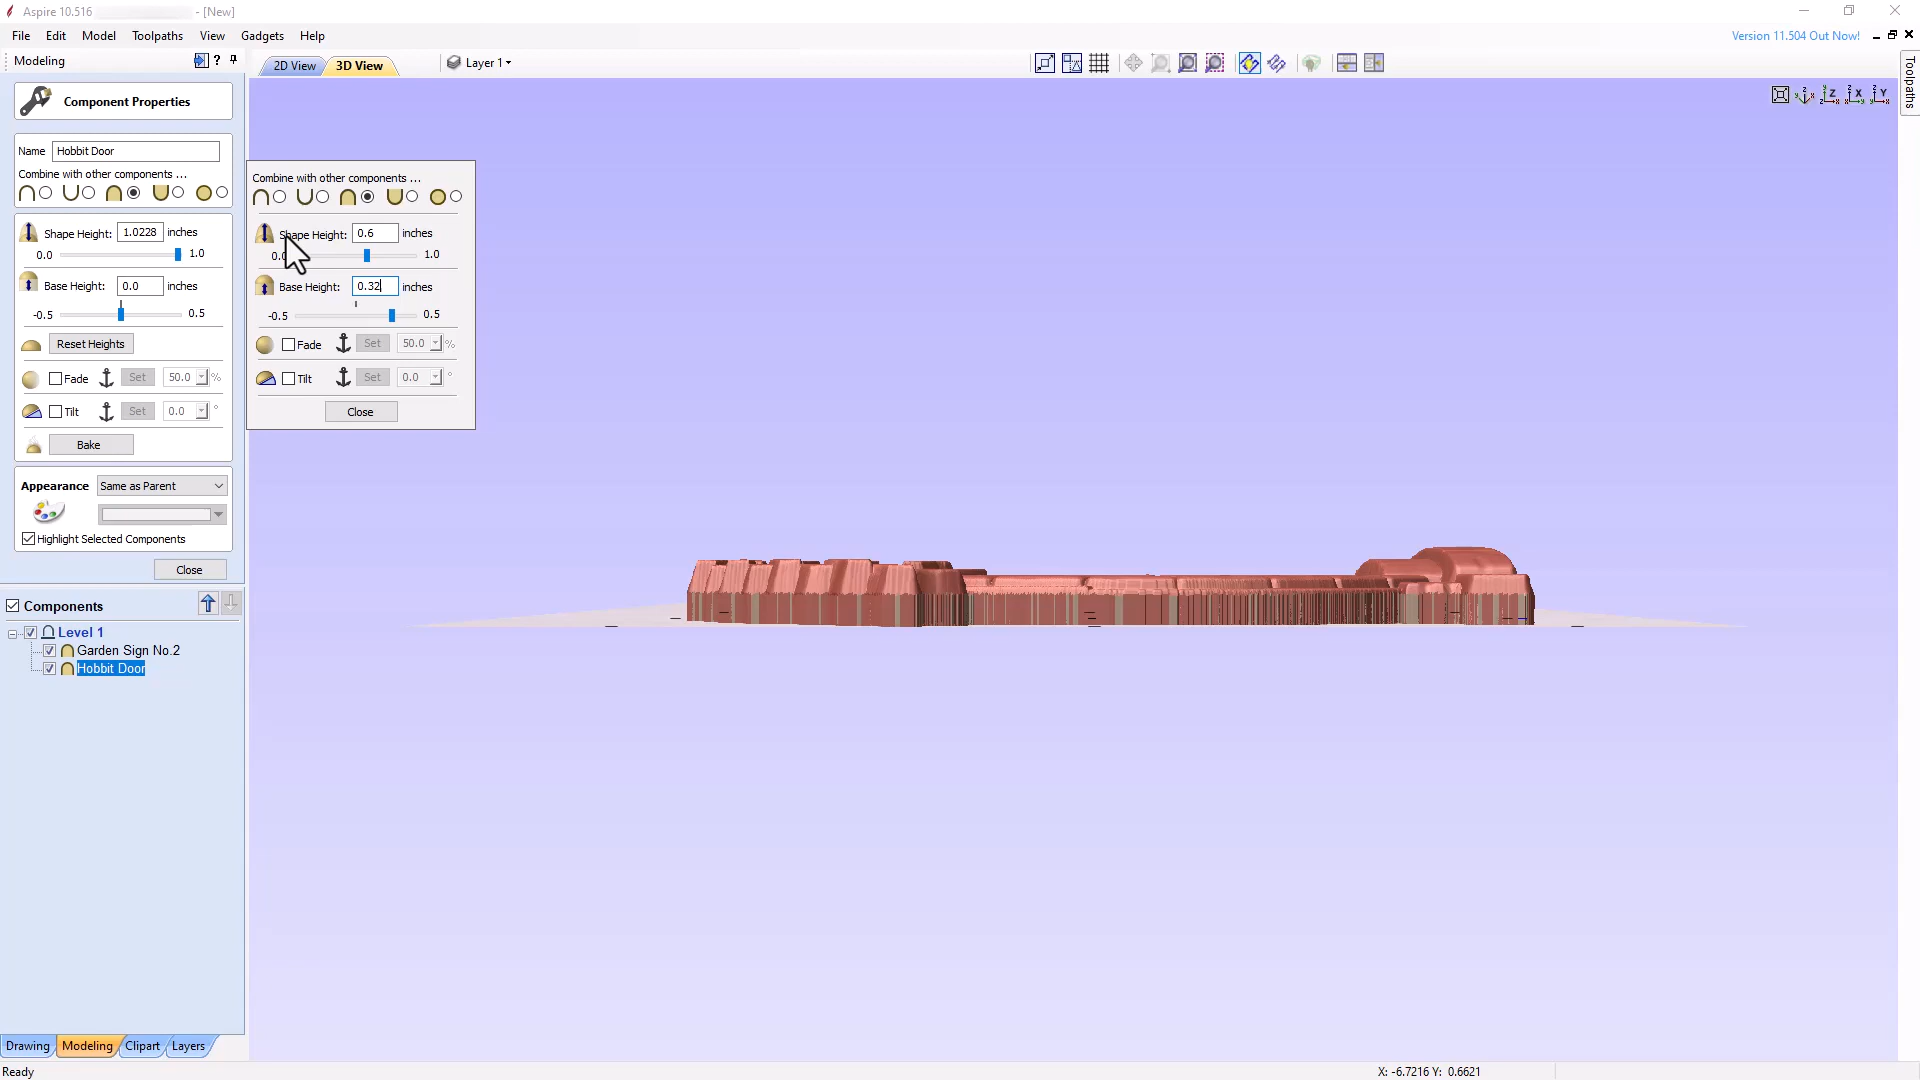 Aspire 10.516 - [New]
File Edit Model Toolpaths View Gadgets Help
Version 11.504 Out Now!
Modeling ?
2D View 3D View Layer 1
Component Properties
Name Hobbit Door
Combine with other components ...
Shape Height: 1.0228 inches
0.0 1.0
Base Height: 0.0 inches
-0.5 0.5
Reset Heights
Fade Set 50.0 %
Tilt Set 0.0 °
Bake
Appearance Same as Parent
Highlight Selected Components
Close
Combine with other components ...
Shape Height: 0.6 inches
1.0
Base Height: 0.32 inches
-0.5 0.5
Fade Set 50.0 %
Tilt Set 0.0 °
Close
Components
Level 1
Garden Sign No.2
Hobbit Door
Toolpaths
Drawing Modeling Clipart Layers
Ready
X: -6.7216 Y: 0.6621